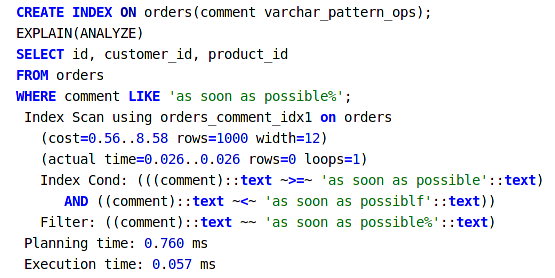 CREATE INDEX ON orders(comment varchar_pattern_ops);
EXPLAIN(ANALYZE)
SELECT id, customer_id, product_id
FROM orders
WHERE comment LIKE 'as soon as possible%';
Index Scan using orders_comment_idx1 on orders
(cost=0.56..8.58 rows=1000 width=12)
(actual time=0.026..0.026 rows=0 loops=1)
Index Cond: (((comment)::text ~>=~ 'as soon as possible'::text)
AND ((comment)::text ~<~ 'as soon as possiblf'::text))
Filter: ((comment)::text ~~ 'as soon as possible%'::text)
Planning time: 0.760 ms
Execution time: 0.057 ms